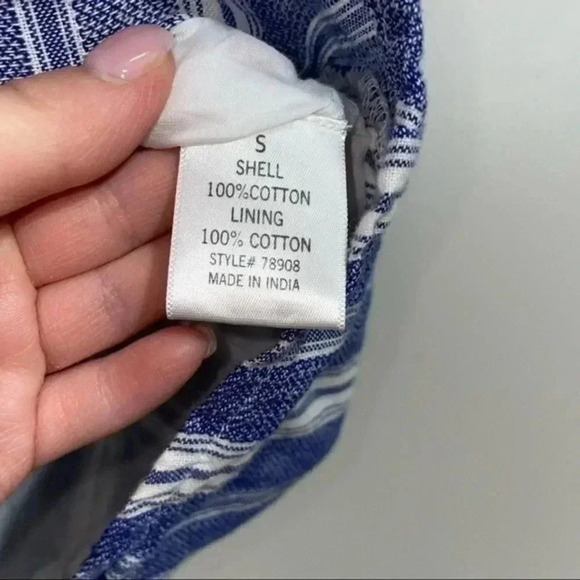 S
SHELL
100%COTTON
LINING
100% COTTON
STYLE# 78908
MADE IN INDIA